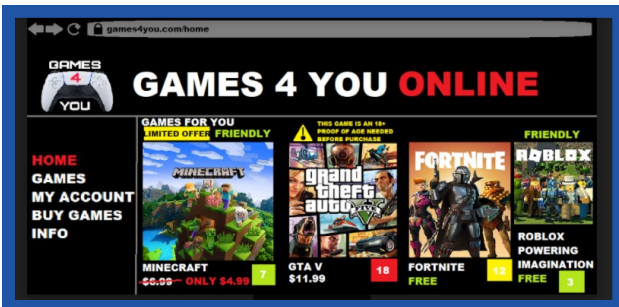 games4you.com/home
GAMES
4
YOU
GAMES 4 YOU ONLINE
HOME
GAMES
MY ACCOUNT
BUY GAMES
INFO
GAMES FOR YOU
LIMITED OFFER FRIENDLY
MINECRAFT
MINECRAFT
$6.99 ONLY $4.99
7
THIS GAME IS AN 18+
PROOF OF AGE NEEDED
BEFORE PURCHASE
grand
theft
auto
V
GTA V
$11.99
18
FORTNITE
FORTNITE
FREE
12
FRIENDLY
ROBLOX
ROBLOX
POWERING
IMAGINATION
FREE
3